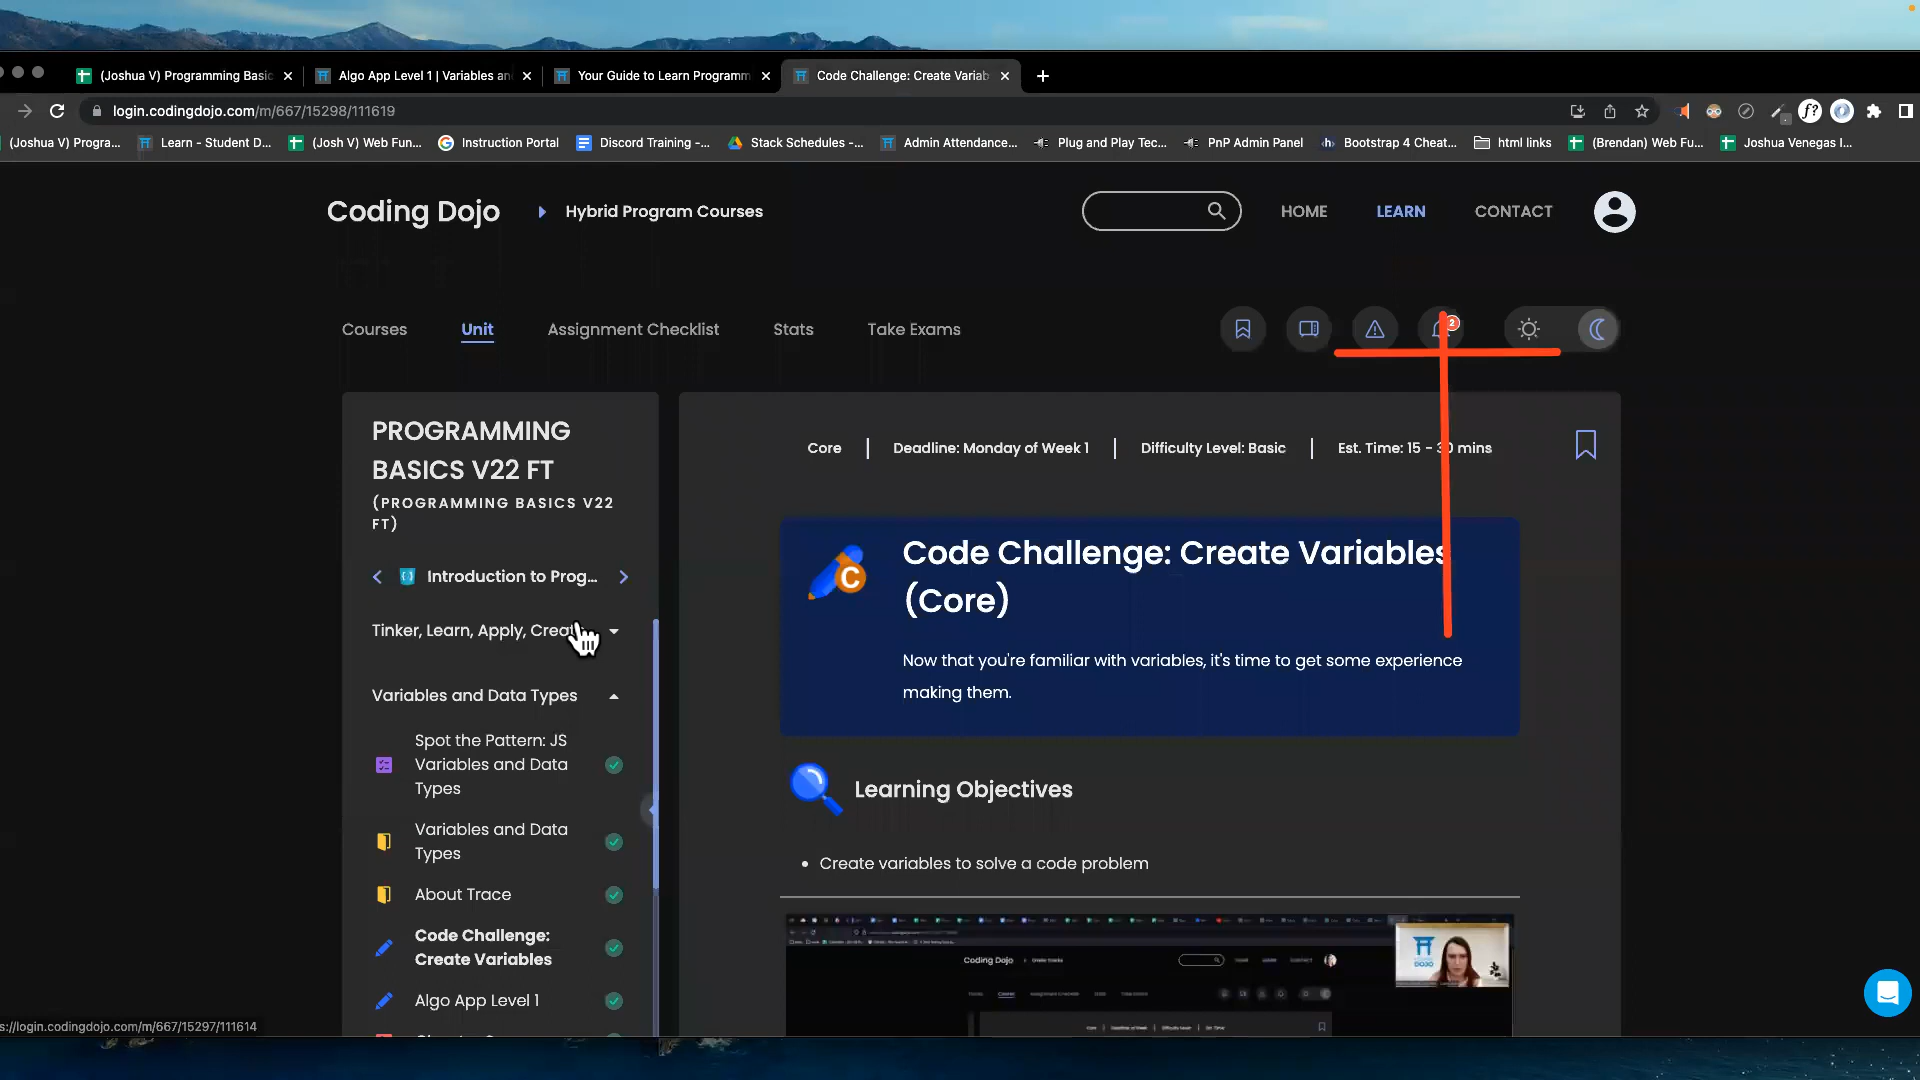 (Joshua V) Programming Basic
Algo App Level 1 | Variables an
Your Guide to Learn Programm
Code Challenge: Create Variab
login.codingdojo.com/m/667/15298/111619
(Joshua V) Progra...
Learn - Student D...
(Josh V) Web Fun...
Instruction Portal
Discord Training -...
Stack Schedules -...
Admin Attendance...
Plug and Play Tec...
PnP Admin Panel
Bootstrap 4 Cheat...
html links
(Brendan) Web Fu...
Joshua Venegas I...
Coding Dojo
Hybrid Program Courses
HOME
LEARN
CONTACT
Courses
Unit
Assignment Checklist
Stats
Take Exams
2
PROGRAMMING
BASICS V22 FT
(PROGRAMMING BASICS V22
FT)
Introduction to Prog...
Tinker, Learn, Apply, Creat
Variables and Data Types
Spot the Pattern: JS
Variables and Data
Types
Variables and Data
Types
About Trace
Code Challenge:
Create Variables
Algo App Level 1
Core
Deadline: Monday of Week 1
Difficulty Level: Basic
Est. Time: 15 - 30 mins
C
Code Challenge: Create Variables
(Core)
Now that you're familiar with variables, it's time to get some experience
making them.
Learning Objectives
Create variables to solve a code problem
Coding Dojo
DOJO
s://login.codingdojo.com/m/667/15297/111614